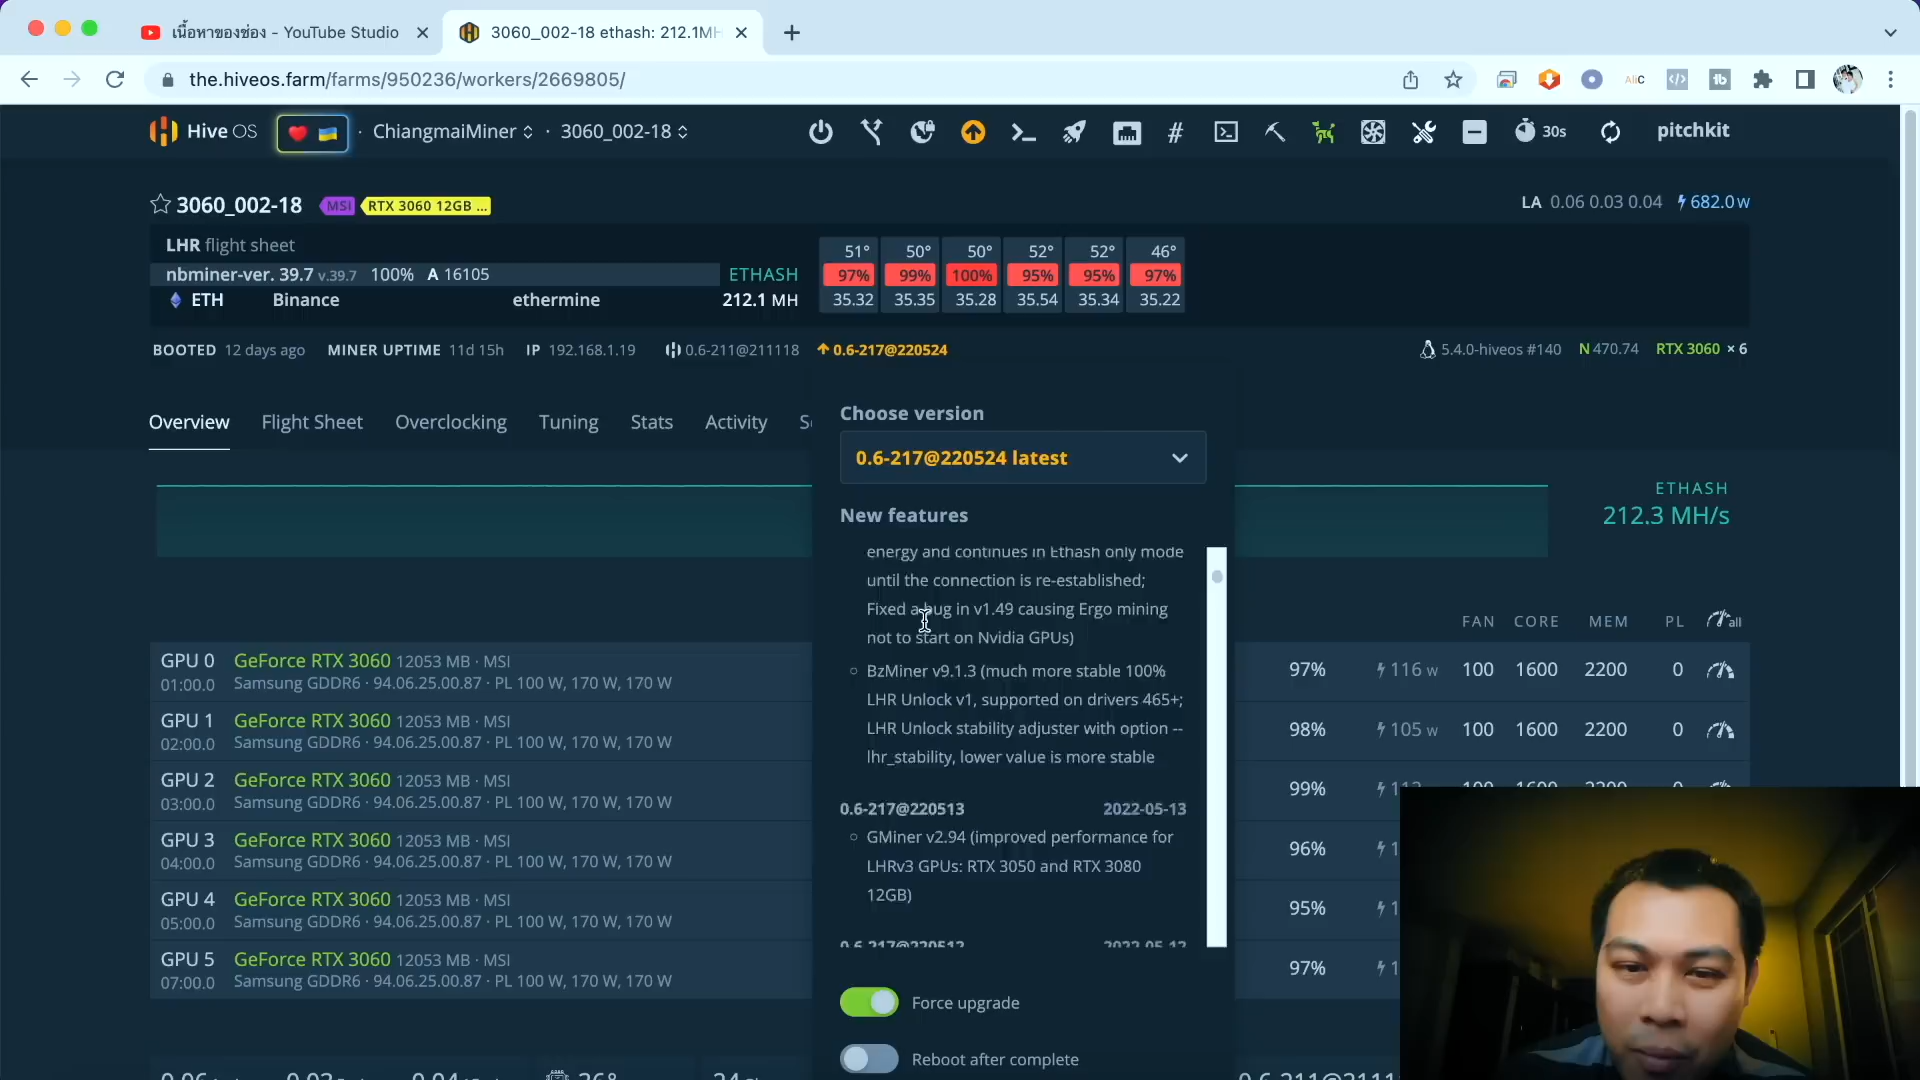 เนื้อหาของช่อง - YouTube Studio
3060_002-18 ethash: 212.1MH
the.hiveos.farm/farms/950236/workers/2669805/
Hive OS
ChiangmaiMiner
3060_002-18
30s
pitchkit
3060_002-18
MSI
RTX 3060 12GB ...
LA 0.06 0.03 0.04
682.0 W
LHR flight sheet
nbminer-ver. 39.7 v.39.7 100% A 16105 ETHASH
ETH Binance ethermine 212.1 MH
51° 50° 50° 52° 52° 46°
97% 99% 100% 95% 95% 97%
35.32 35.35 35.28 35.54 35.34 35.22
BOOTED 12 days ago MINER UPTIME 11d 15h IP 192.168.1.19 0.6-211@211118 0.6-217@220524
5.4.0-hiveos #140 N 470.74 RTX 3060 × 6
Overview Flight Sheet Overclocking Tuning Stats Activity S
Choose version
0.6-217@220524 latest
New features
energy and continues in Ethash only mode
until the connection is re-established;
Fixed a bug in v1.49 causing Ergo mining
not to start on Nvidia GPUs)
BzMiner v9.1.3 (much more stable 100%
LHR Unlock v1, supported on drivers 465+;
LHR Unlock stability adjuster with option --
lhr_stability, lower value is more stable
0.6-217@220513 2022-05-13
GMiner v2.94 (improved performance for
LHRv3 GPUs: RTX 3050 and RTX 3080
12GB)
0.6-217@220512 2022-05-12
Force upgrade
Reboot after complete
ETHASH
212.3 MH/s
FAN CORE MEM PL all
GPU 0 GeForce RTX 3060 12053 MB · MSI
01:00.0 Samsung GDDR6 · 94.06.25.00.87 · PL 100 W, 170 W, 170 W
97% 116 W 100 1600 2200 0
GPU 1 GeForce RTX 3060 12053 MB · MSI
02:00.0 Samsung GDDR6 · 94.06.25.00.87 · PL 100 W, 170 W, 170 W
98% 105 W 100 1600 2200 0
GPU 2 GeForce RTX 3060 12053 MB · MSI
03:00.0 Samsung GDDR6 · 94.06.25.00.87 · PL 100 W, 170 W, 170 W
99%
GPU 3 GeForce RTX 3060 12053 MB · MSI
04:00.0 Samsung GDDR6 · 94.06.25.00.87 · PL 100 W, 170 W, 170 W
96% 1
GPU 4 GeForce RTX 3060 12053 MB · MSI
05:00.0 Samsung GDDR6 · 94.06.25.00.87 · PL 100 W, 170 W, 170 W
95% 1
GPU 5 GeForce RTX 3060 12053 MB · MSI
07:00.0 Samsung GDDR6 · 94.06.25.00.87 · PL 100 W, 170 W, 170 W
97% 1